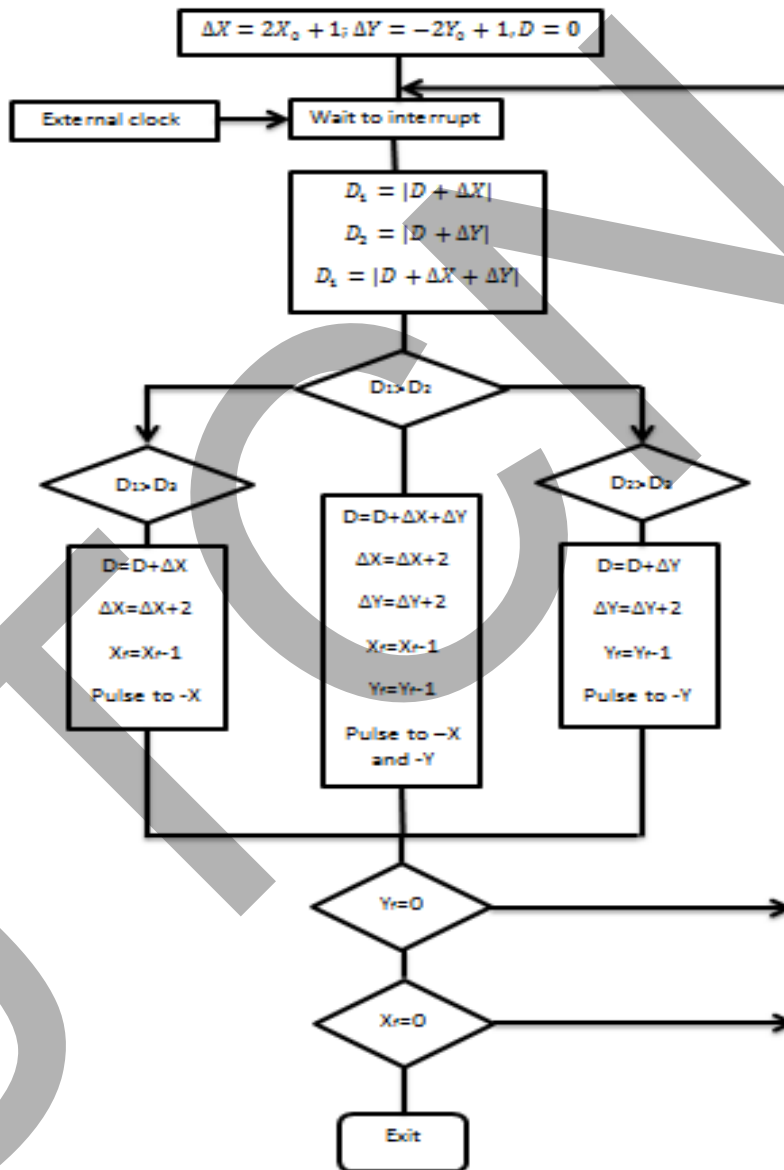 ΔX = 2X₀ + 1; ΔY = −2Y₀ + 1, D = 0
External clock
Wait to interrupt
D₁ = |D + ΔX|
D₂ = |D + ΔY|
D₁ = |D + ΔX + ΔY|
D₁>D₂
D₁>D₃
D₂>D₃
D=D+ΔX
ΔX=ΔX+2
Xᵣ=Xᵣ-1
Pulse to -X
D=D+ΔX+ΔY
ΔX=ΔX+2
ΔY=ΔY+2
Xᵣ=Xᵣ-1
Yᵣ=Yᵣ-1
Pulse to –X
and -Y
D=D+ΔY
ΔY=ΔY+2
Yᵣ=Yᵣ-1
Pulse to -Y
Yᵣ=0
Xᵣ=0
Exit